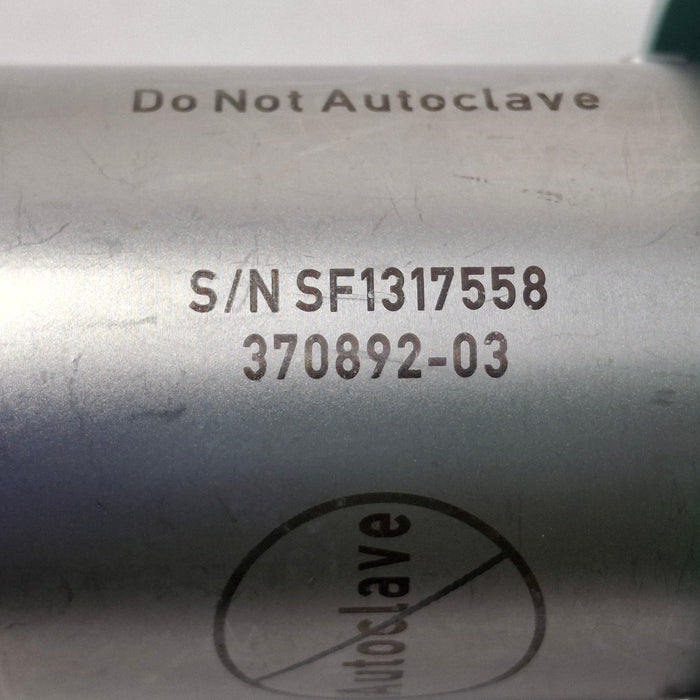 Do Not Autoclave
S/N SF1317558
370892-03
Autoclave